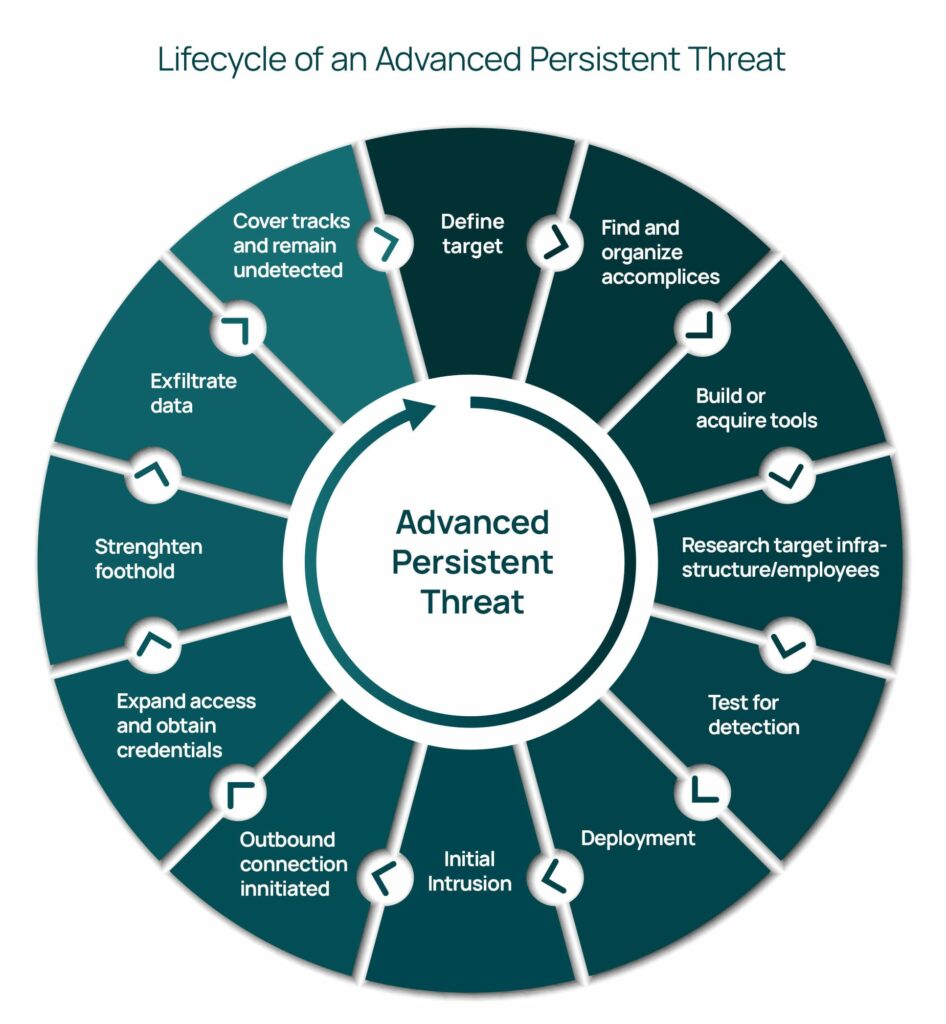 Lifecycle of an Advanced Persistent Threat
Define
target
Find and
organize
accomplices
Build or
acquire tools
Research target infra-
structure/employees
Test for
detection
Deployment
Initial
Intrusion
Outbound
connection
innitiated
Expand access
and obtain
credentials
Strenghten
foothold
Exfiltrate
data
Cover tracks
and remain
undetected
Advanced
Persistent
Threat